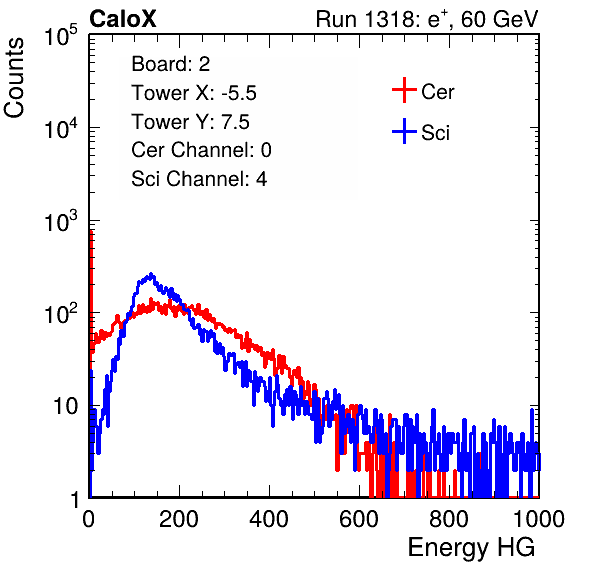 CaloX Run 1318: e⁺, 60 GeV
Counts
Board: 2
Tower X: -5.5
Tower Y: 7.5
Cer Channel: 0
Sci Channel: 4
Cer
Sci
10⁵
10⁴
10³
10²
10
1
0 200 400 600 800 1000
Energy HG